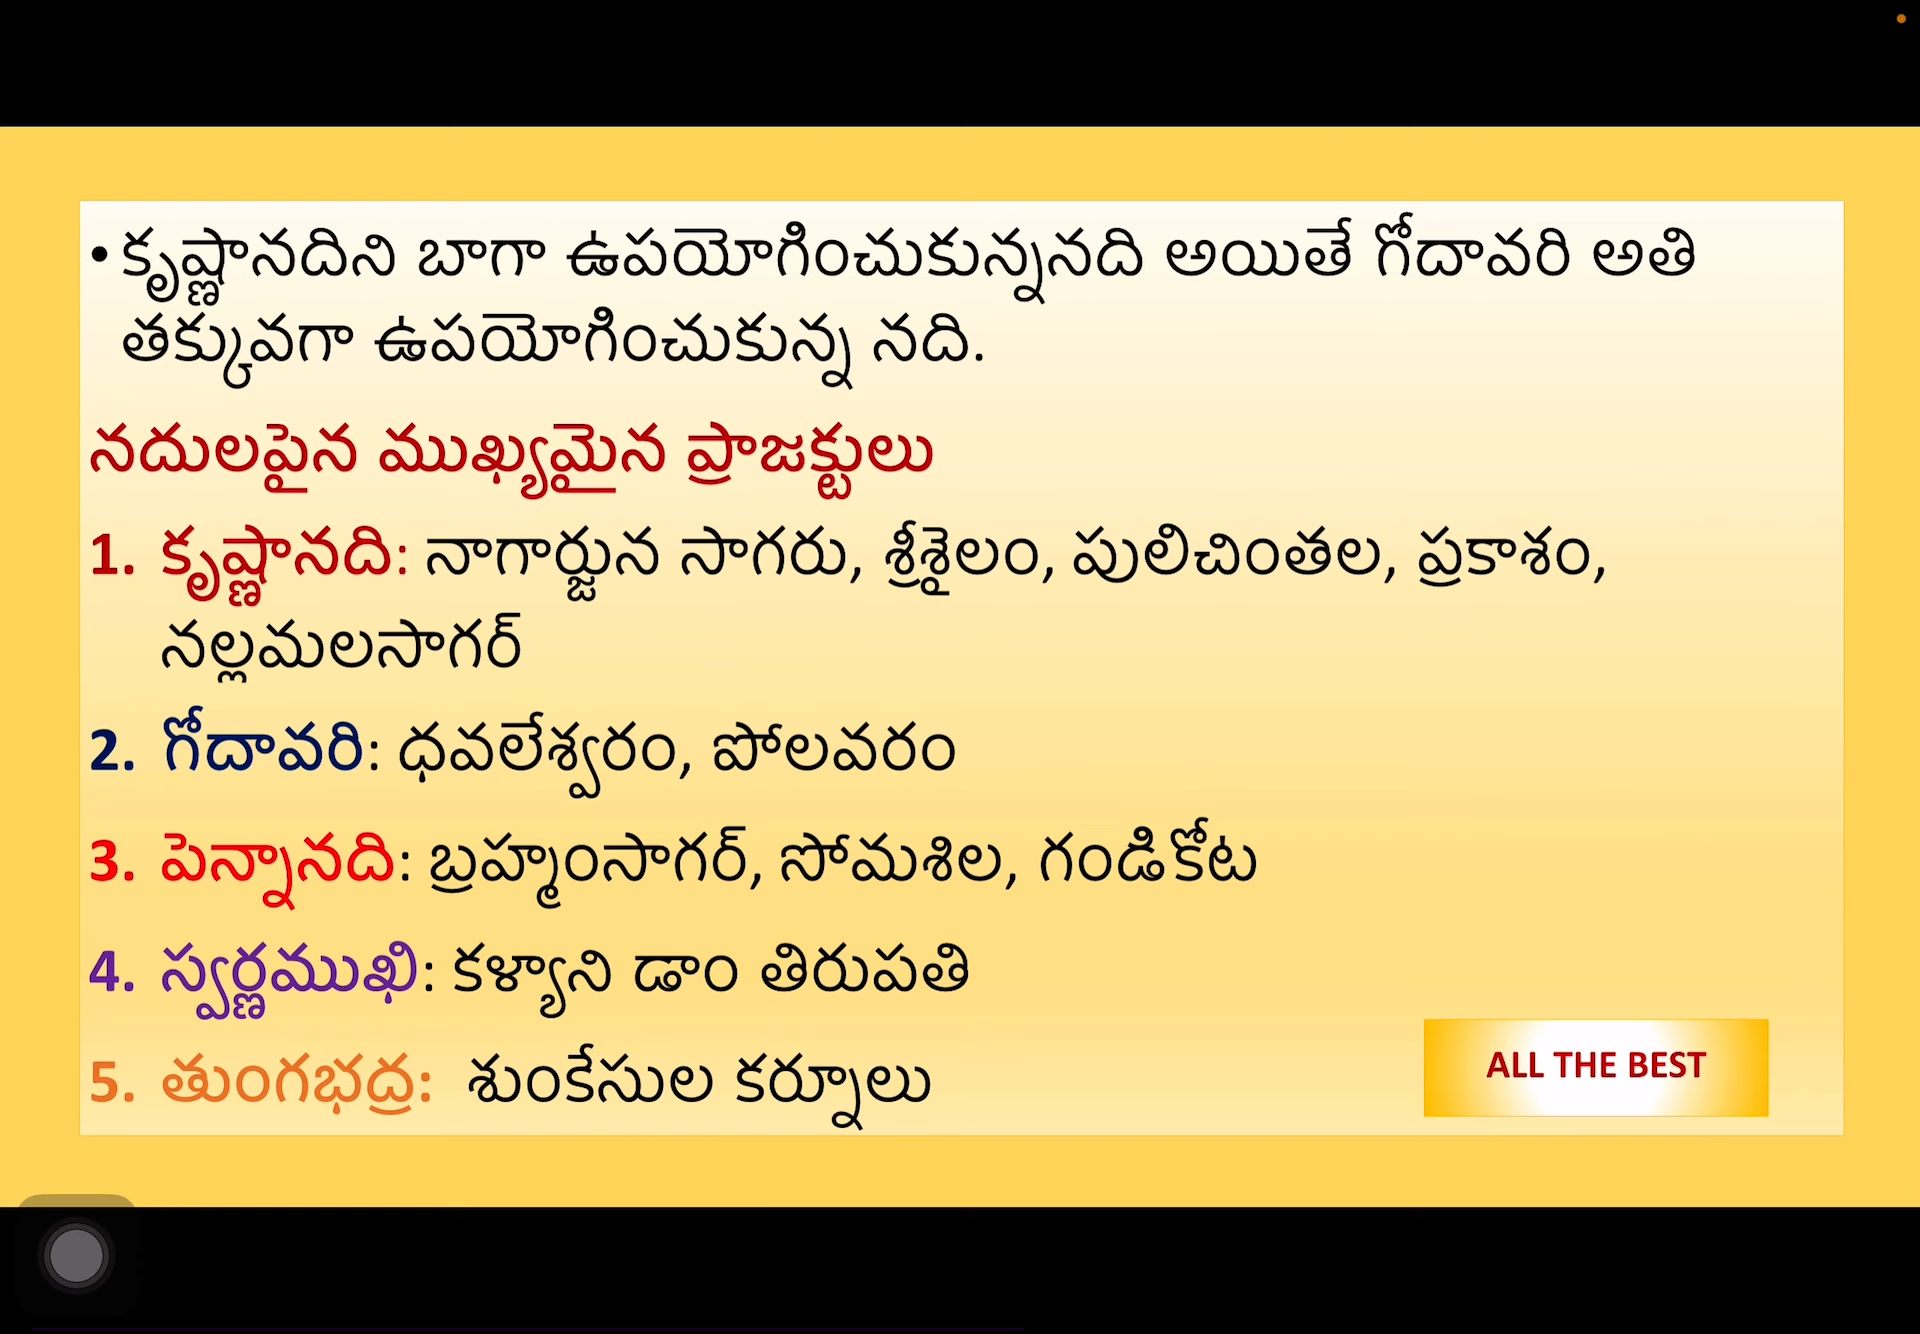 • కృష్ణానదిని బాగా ఉపయోగించుకున్ననది అయితే గోదావరి అతి
తక్కువగా ఉపయోగించుకున్న నది.
నదులపైన ముఖ్యమైన ప్రాజక్టులు
1. కృష్ణానది: నాగార్జున సాగరు, శ్రీశైలం, పులిచింతల, ప్రకాశం,
నల్లమలసాగర్
2. గోదావరి: ధవలేశ్వరం, పోలవరం
3. పెన్నానది: బ్రహ్మంసాగర్, సోమశిల, గండికోట
4. స్వర్ణముఖి: కళ్యాని డాం తిరుపతి
5. తుంగభద్ర: శుంకేసుల కర్నూలు
ALL THE BEST